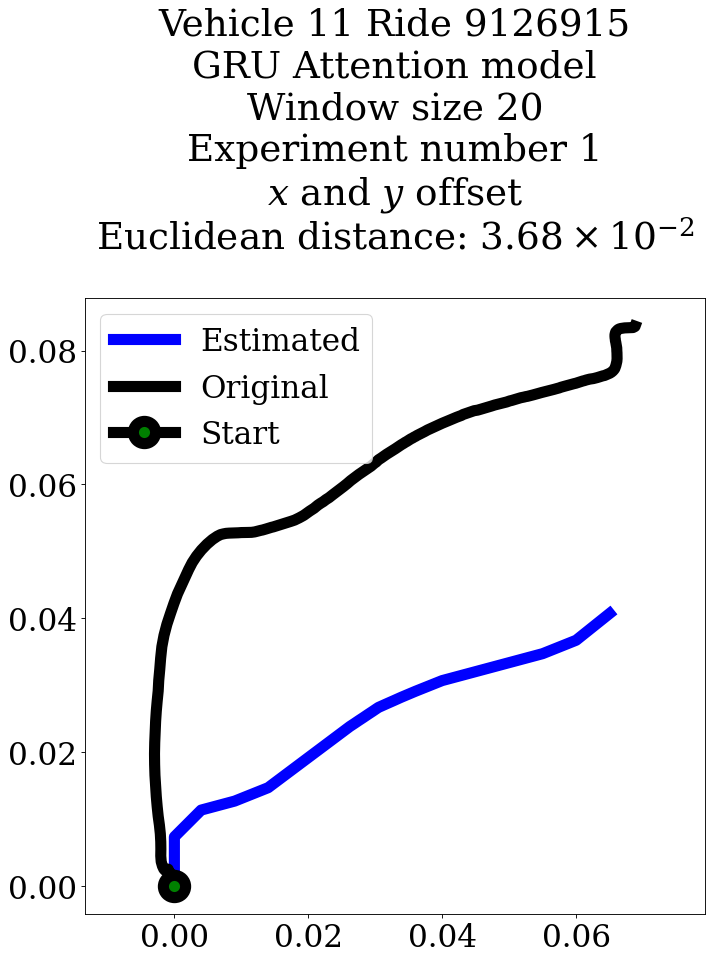 Vehicle 11 Ride 9126915
GRU Attention model
Window size 20
Experiment number 1
x and y offset
Euclidean distance: 3.68 × 10⁻²
Estimated
Original
Start
0.08
0.06
0.04
0.02
0.00
0.00 0.02 0.04 0.06